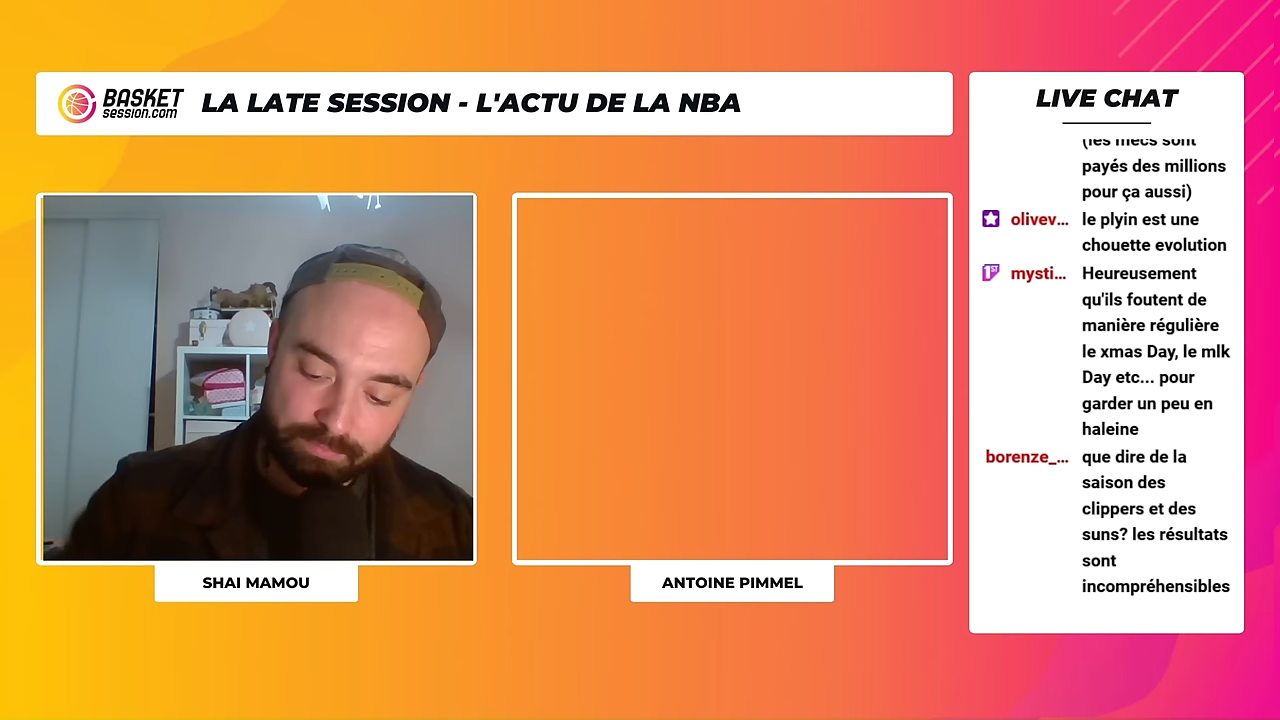 BASKET
session.com
LA LATE SESSION - L'ACTU DE LA NBA
SHAI MAMOU
ANTOINE PIMMEL
LIVE CHAT
(les mecs sont
payés des millions
pour ça aussi)
olivev... le plyin est une
chouette evolution
mysti... Heureusement
qu'ils foutent de
manière régulière
le xmas Day, le mlk
Day etc... pour
garder un peu en
haleine
borenze_... que dire de la
saison des
clippers et des
suns? les résultats
sont
incompréhensibles